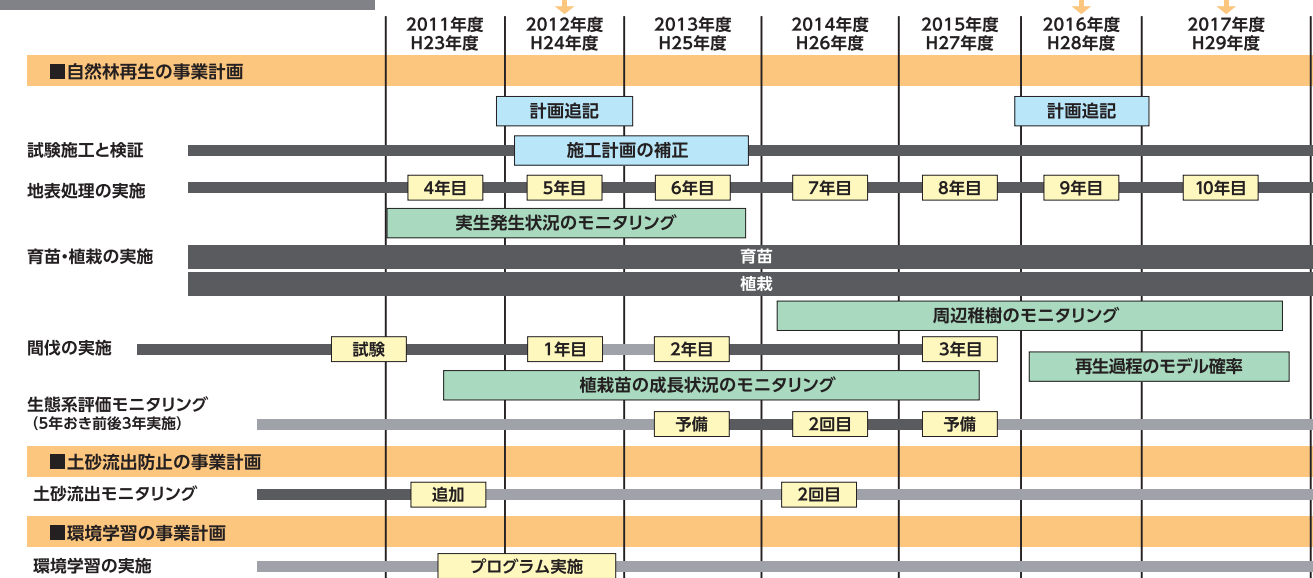 2011年度 2012年度 2013年度 2014年度 2015年度 2016年度 2017年度
H23年度 H24年度 H25年度 H26年度 H27年度 H28年度 H29年度
■自然林再生の事業計画
計画追記 計画追記
試験施工と検証 施工計画の補正
地表処理の実施 4年目 5年目 6年目 7年目 8年目 9年目 10年目
実生発生状況のモニタリング
育苗・植栽の実施 育苗
植栽
周辺稚樹のモニタリング
間伐の実施 試験 1年目 2年目 3年目
再生過程のモデル確率
植栽苗の成長状況のモニタリング
生態系評価モニタリング
（5年おき前後3年実施） 予備 2回目 予備
■土砂流出防止の事業計画
土砂流出モニタリング 追加 2回目
■環境学習の事業計画
環境学習の実施 プログラム実施